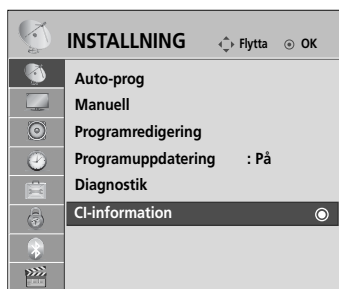 INSTALLNING Flytta OK
Auto-prog
Manuell
Programredigering
Programuppdatering : På
Diagnostik
CI-information